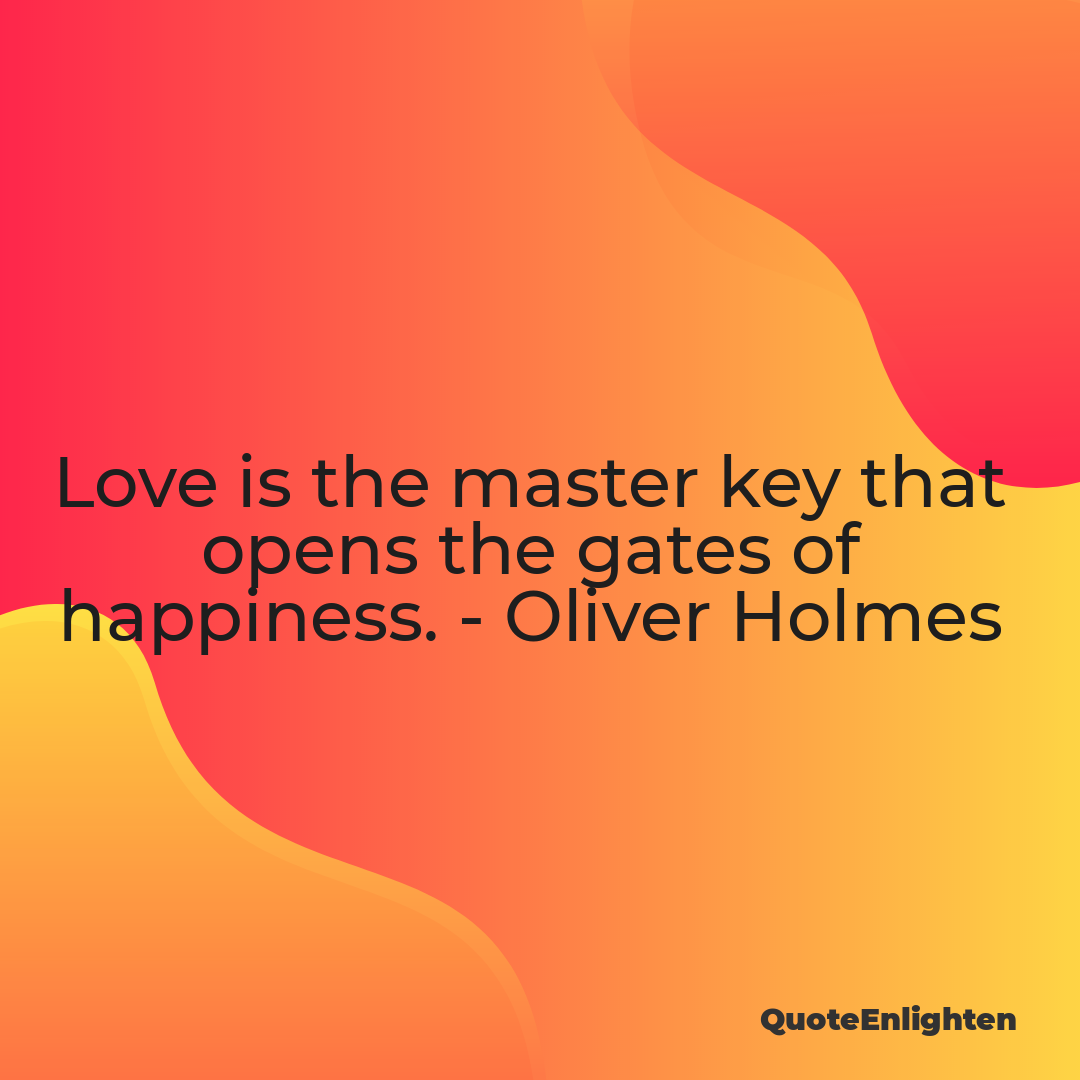 Love is the master key that
opens the gates of
happiness. - Oliver Holmes
QuoteEnlighten